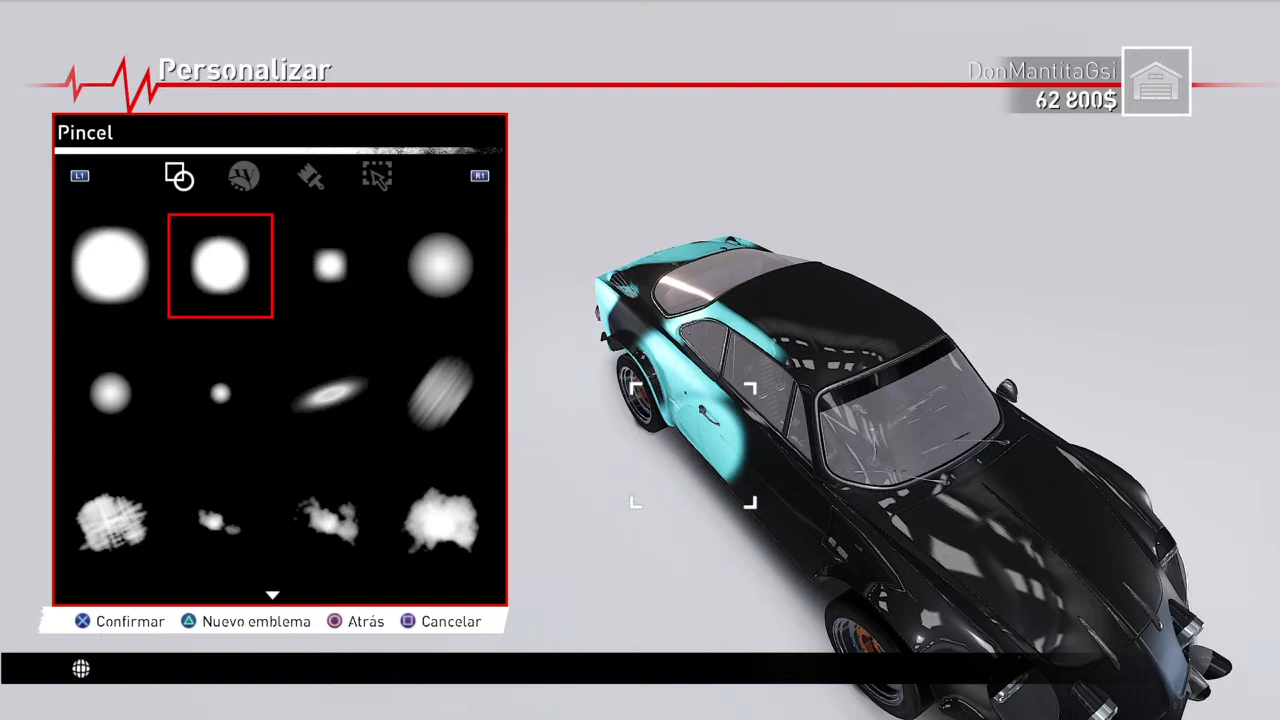 Personalizar
DonMantitaGsi
62 800$
Pincel
L1
R1
Confirmar
Nuevo emblema
Atrás
Cancelar